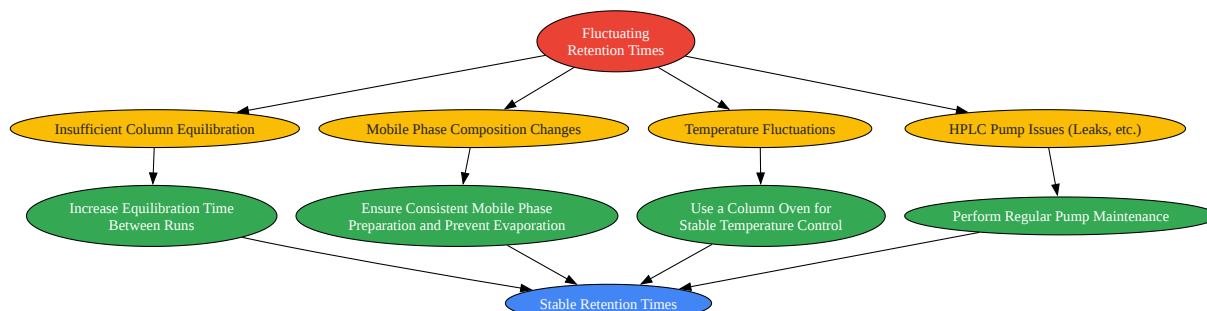 Fluctuating
Retention Times
Insufficient Column Equilibration
Mobile Phase Composition Changes
Temperature Fluctuations
HPLC Pump Issues (Leaks, etc.)
Increase Equilibration Time
Between Runs
Ensure Consistent Mobile Phase
Preparation and Prevent Evaporation
Use a Column Oven for
Stable Temperature Control
Perform Regular Pump Maintenance
Stable Retention Times